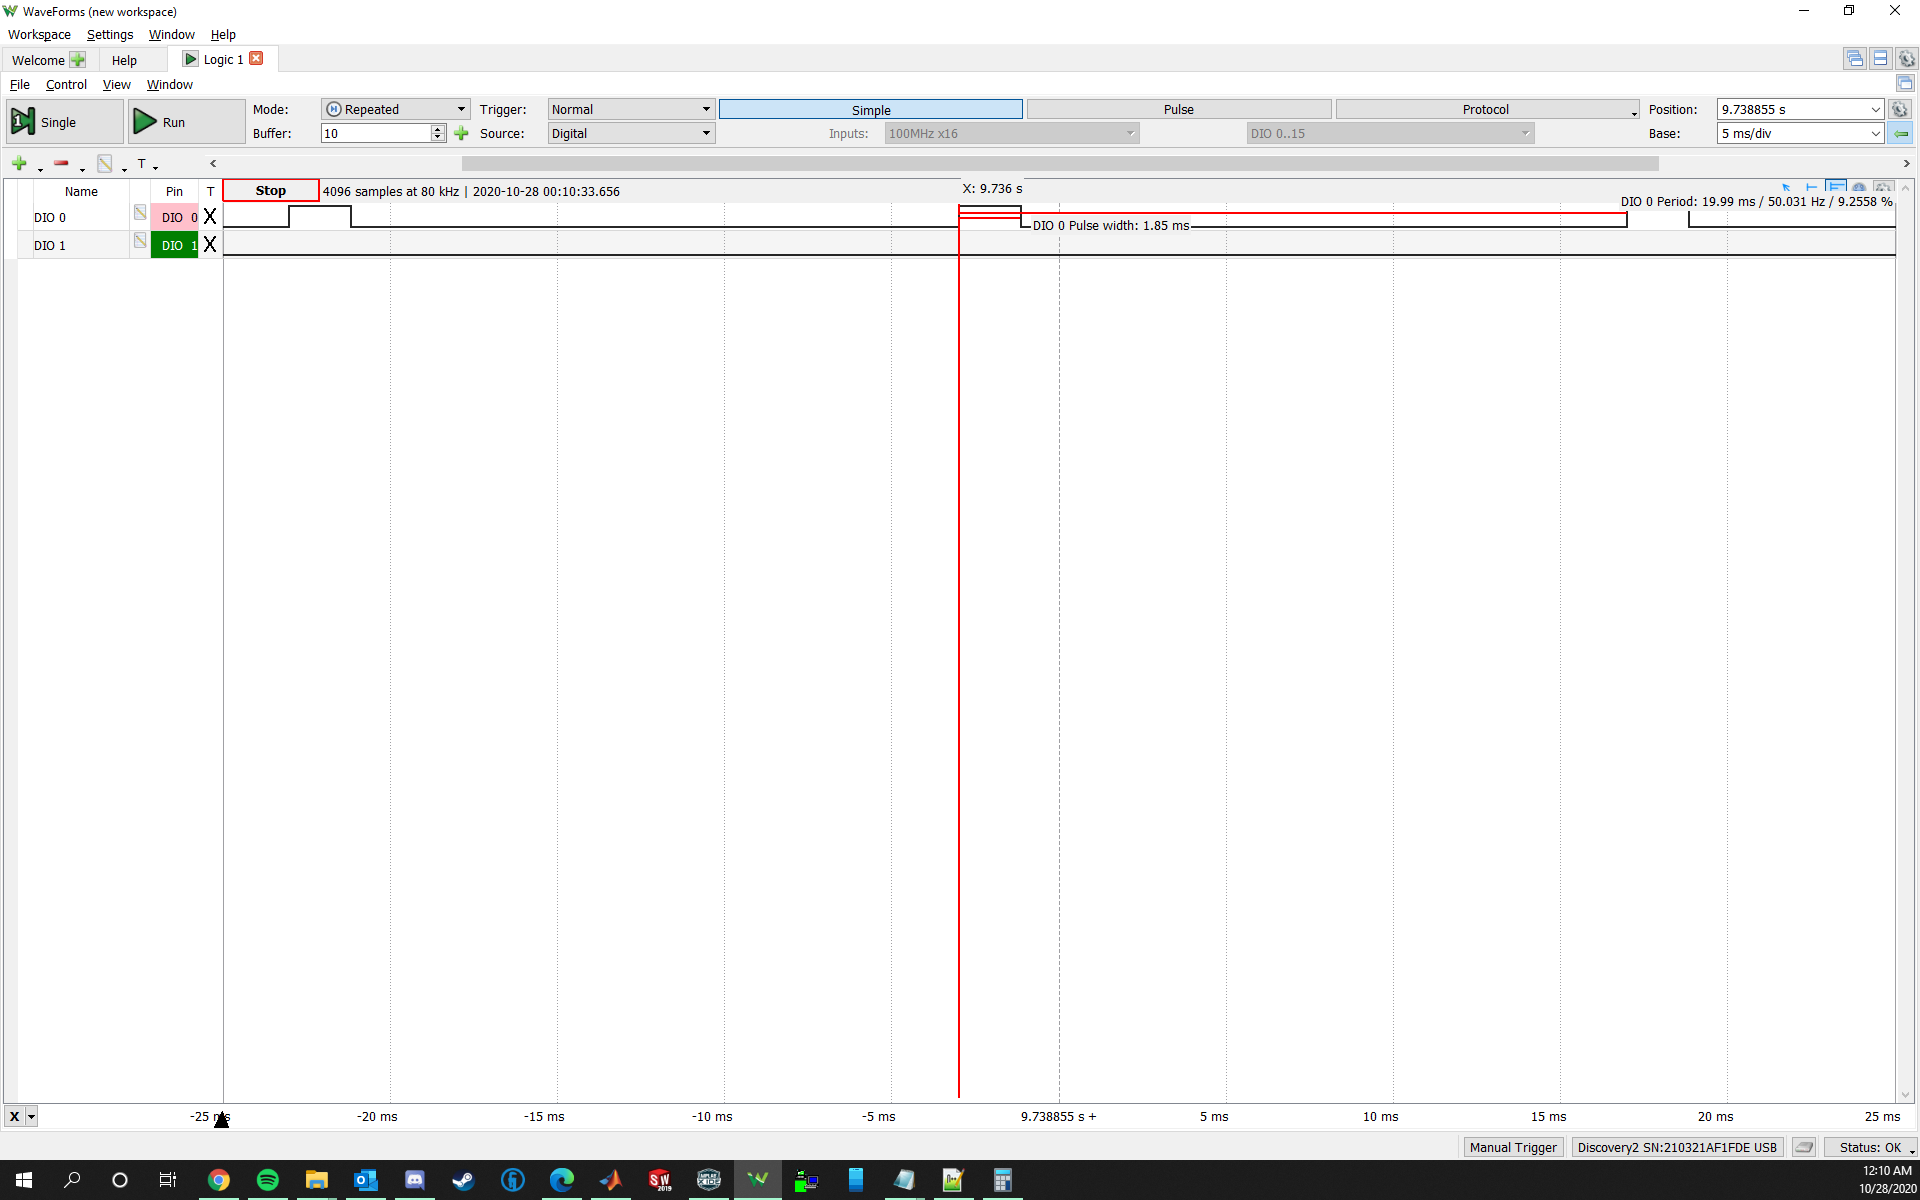 WaveForms (new workspace)
Workspace Settings Window Help
Welcome Help Logic 1
File Control View Window
Single Run Mode: Repeated Trigger: Normal Simple Pulse Protocol Position: 9.738855 s
Buffer: 10 Source: Digital Inputs: 100MHz x16 DIO 0..15 Base: 5 ms/div
T
Name Pin T Stop 4096 samples at 80 kHz | 2020-10-28 00:10:33.656 X: 9.736 s
DIO 0 Period: 19.99 ms / 50.031 Hz / 9.2558 %
DIO 0 DIO 0 X DIO 0 Pulse width: 1.85 ms
DIO 1 DIO 1 X
X -25 ms -20 ms -15 ms -10 ms -5 ms 9.738855 s + 5 ms 10 ms 15 ms 20 ms 25 ms
Manual Trigger Discovery2 SN:210321AF1FDE USB Status: OK
12:10 AM
10/28/2020